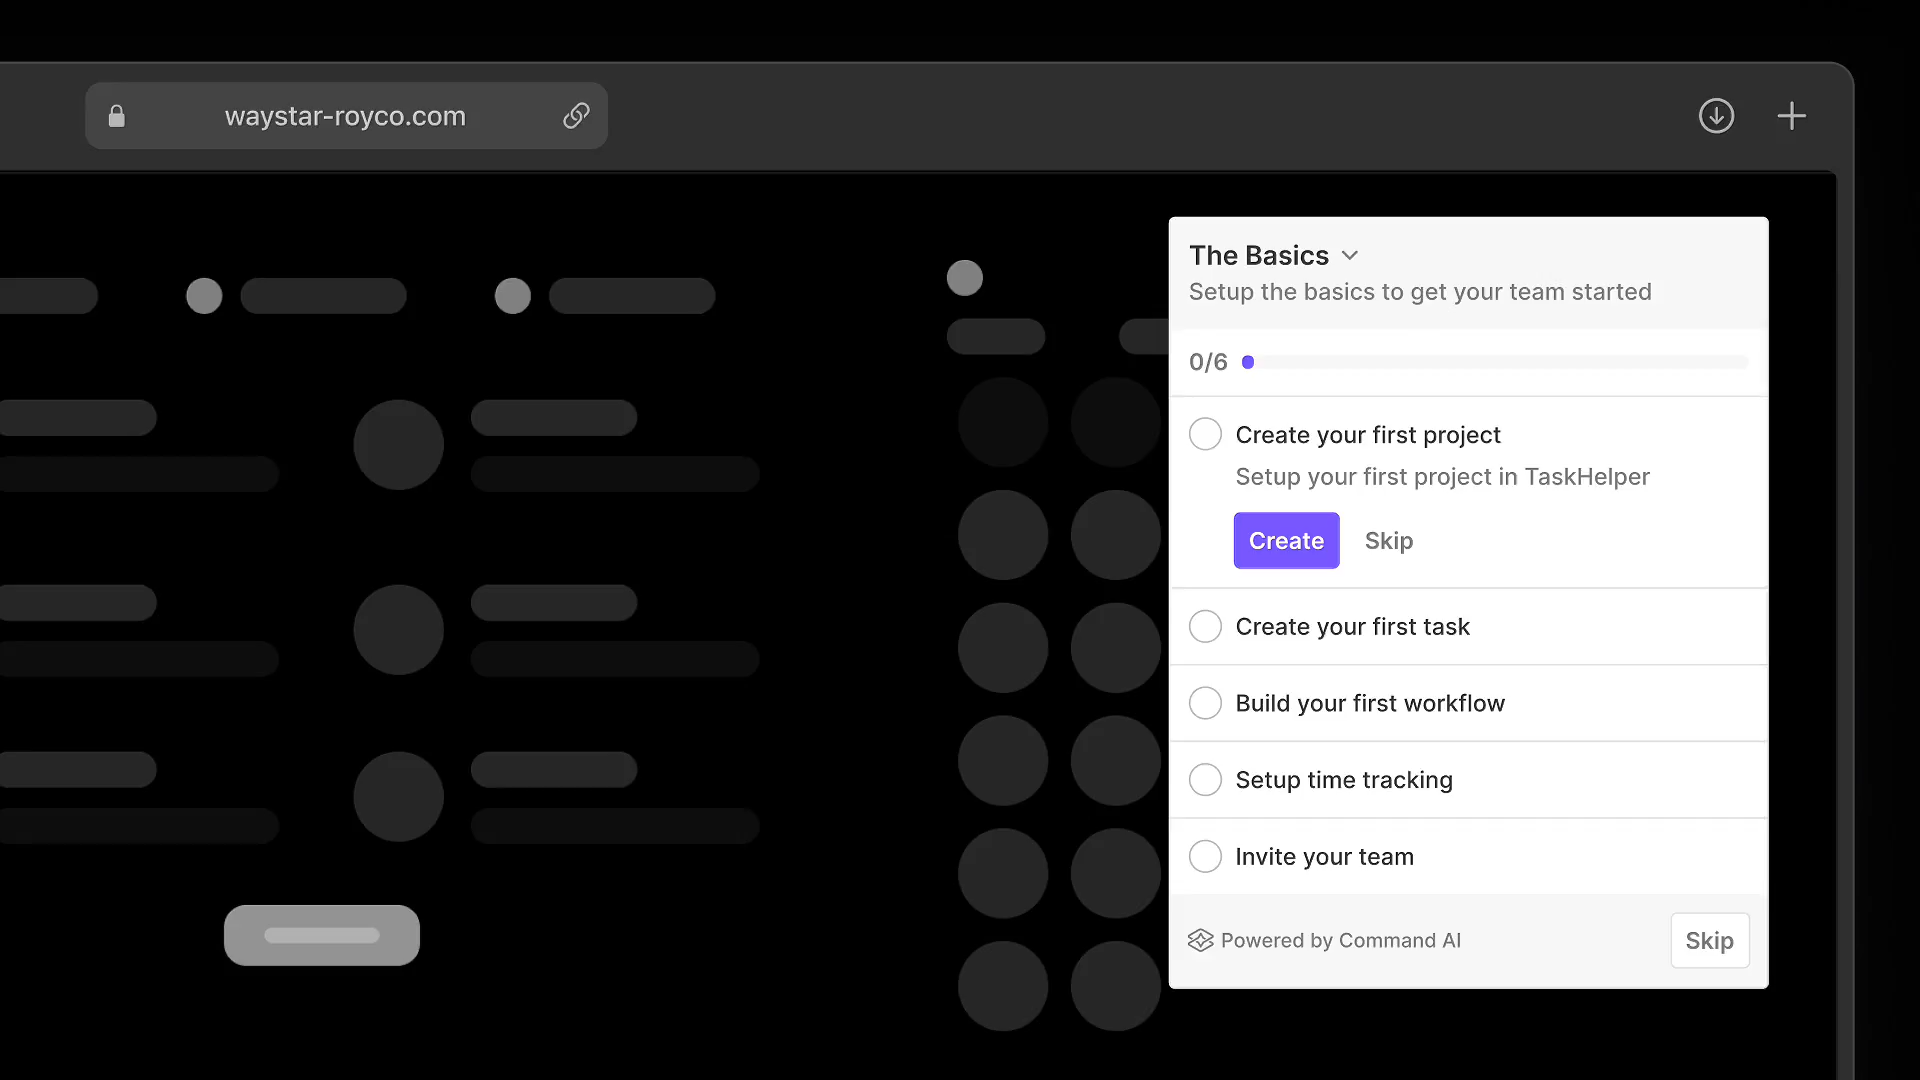 waystar-royco.com
The Basics
Setup the basics to get your team started
0/6
Create your first project
Setup your first project in TaskHelper
Create
Skip
Create your first task
Build your first workflow
Setup time tracking
Invite your team
Powered by Command AI
Skip